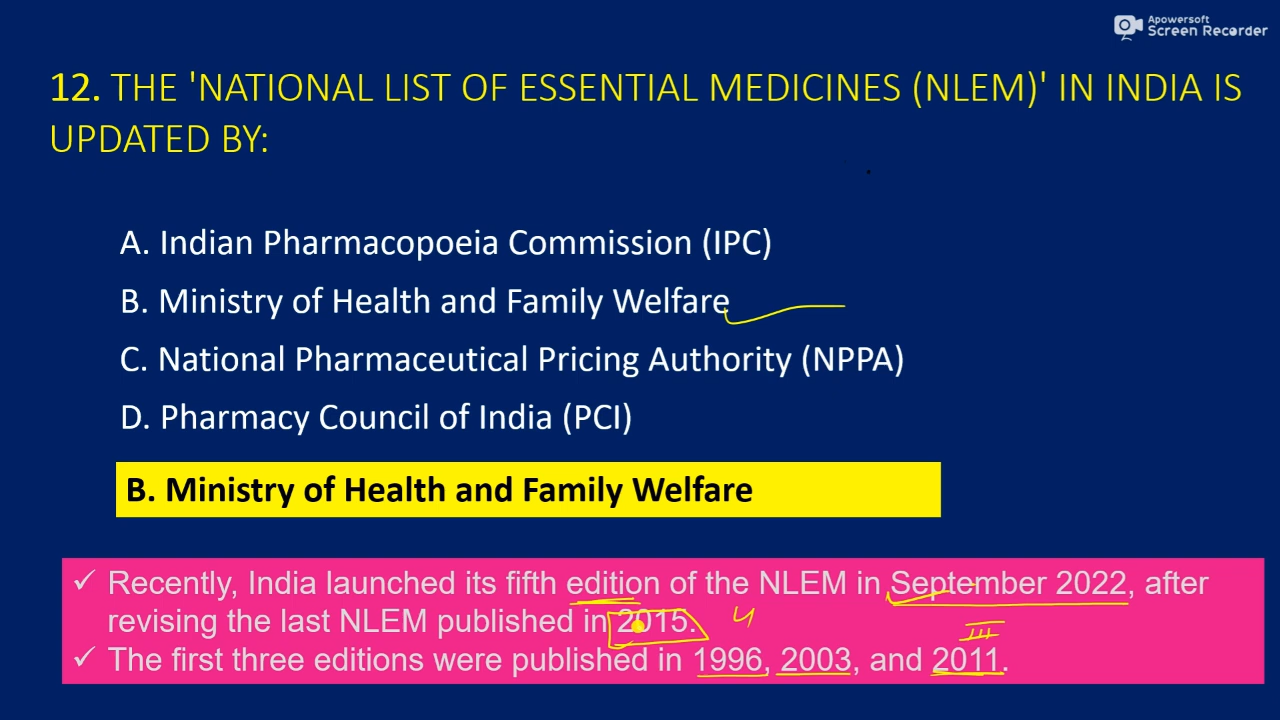 Apowersoft
Screen Recorder
12. THE 'NATIONAL LIST OF ESSENTIAL MEDICINES (NLEM)' IN INDIA IS
UPDATED BY:
A. Indian Pharmacopoeia Commission (IPC)
B. Ministry of Health and Family Welfare
C. National Pharmaceutical Pricing Authority (NPPA)
D. Pharmacy Council of India (PCI)
B. Ministry of Health and Family Welfare
✓ Recently, India launched its fifth edition of the NLEM in September 2022, after
revising the last NLEM published in 2015. 4
III
✓ The first three editions were published in 1996, 2003, and 2011.